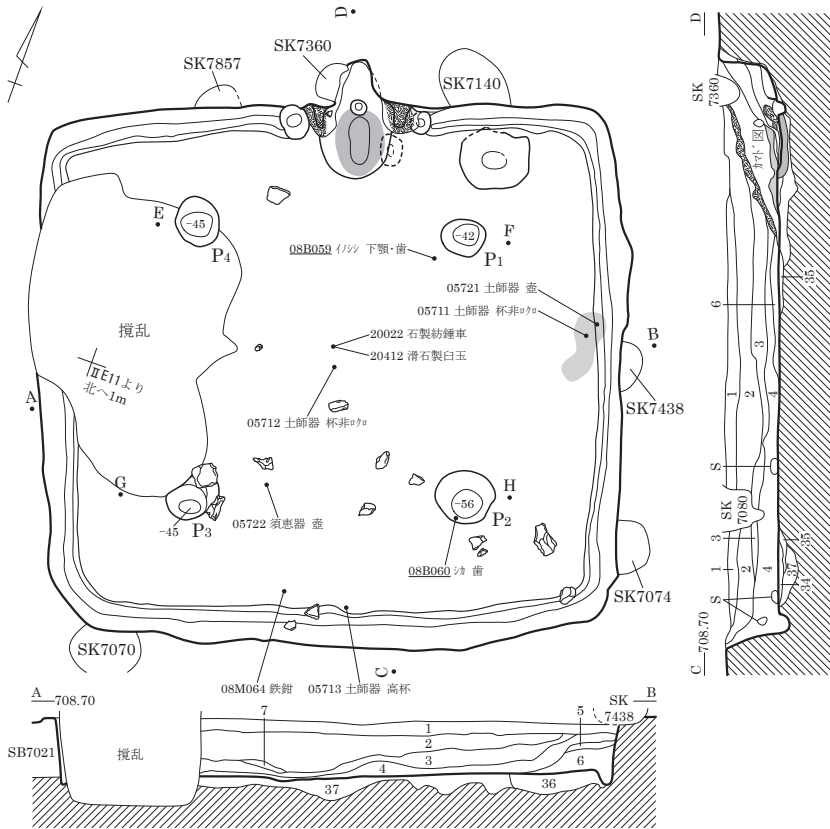 D
SK7857
SK7360
SK7140
E
-45
P4
-42
F
P1
08B059 ｲﾉｼｼ 下顎・歯
05721 土師器 壺
05711 土師器 杯非ﾛｸﾛ
20022 石製紡錘車
20412 滑石製臼玉
撹乱
ⅡE11より
北へ1m
A
B
SK7438
05712 土師器 杯非ﾛｸﾛ
G
H
-56
P2
-45
P3
05722 須恵器 壺
08B060 ｼｶ 歯
SK7074
SK7070
08M064 鉄鉗
05713 土師器 高杯
C
A
708.70
SB7021
撹乱
7
1
2
3
4
5
6
37
36
SK
7438
B
D
SK
7360
ｶﾏﾄﾞ図
35
6
3
1
2
4
S
SK
7080
3
35
1
2
4
37
34
S
C
708.70